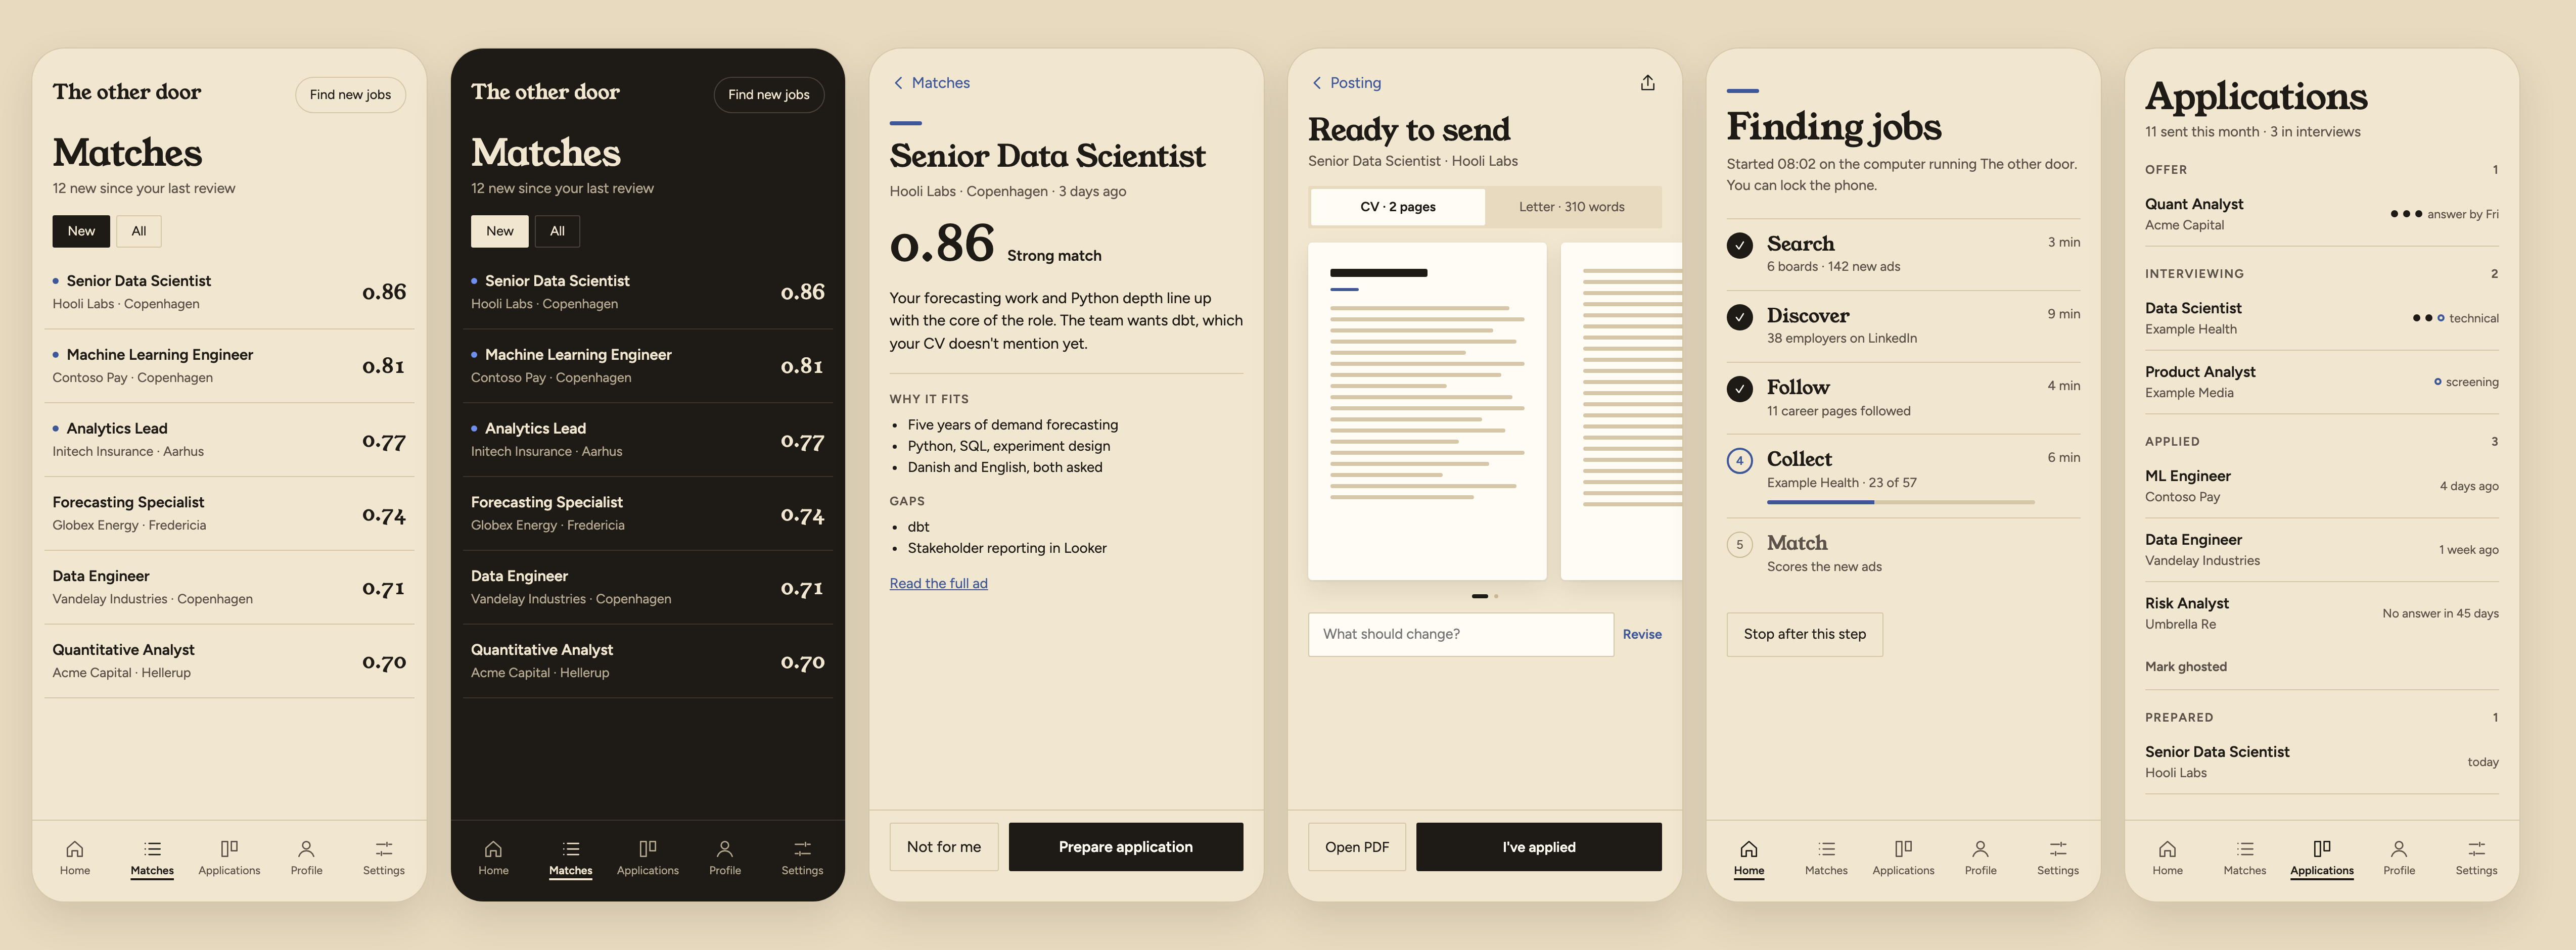 The other door
Find new jobs
Matches
12 new since your last review
New
All
Senior Data Scientist
Hooli Labs · Copenhagen
0.86
Machine Learning Engineer
Contoso Pay · Copenhagen
0.81
Analytics Lead
Initech Insurance · Aarhus
0.77
Forecasting Specialist
Globex Energy · Fredericia
0.74
Data Engineer
Vandelay Industries · Copenhagen
0.71
Quantitative Analyst
Acme Capital · Hellerup
0.70
Home
Matches
Applications
Profile
Settings
The other door
Find new jobs
Matches
12 new since your last review
New
All
Senior Data Scientist
Hooli Labs · Copenhagen
0.86
Machine Learning Engineer
Contoso Pay · Copenhagen
0.81
Analytics Lead
Initech Insurance · Aarhus
0.77
Forecasting Specialist
Globex Energy · Fredericia
0.74
Data Engineer
Vandelay Industries · Copenhagen
0.71
Quantitative Analyst
Acme Capital · Hellerup
0.70
Home
Matches
Applications
Profile
Settings
Matches
Senior Data Scientist
Hooli Labs · Copenhagen · 3 days ago
0.86 Strong match
Your forecasting work and Python depth line up
with the core of the role. The team wants dbt, which
your CV doesn't mention yet.
WHY IT FITS
• Five years of demand forecasting
• Python, SQL, experiment design
• Danish and English, both asked
GAPS
• dbt
• Stakeholder reporting in Looker
Read the full ad
Not for me
Prepare application
Posting
Ready to send
Senior Data Scientist · Hooli Labs
CV · 2 pages
Letter · 310 words
What should change?
Revise
Open PDF
I've applied
Finding jobs
Started 08:02 on the computer running The other door.
You can lock the phone.
Search
3 min
6 boards · 142 new ads
Discover
9 min
38 employers on LinkedIn
Follow
4 min
11 career pages followed
4
Collect
6 min
Example Health · 23 of 57
5
Match
Scores the new ads
Stop after this step
Home
Matches
Applications
Profile
Settings
Applications
11 sent this month · 3 in interviews
OFFER
1
Quant Analyst
Acme Capital
answer by Fri
INTERVIEWING
2
Data Scientist
Example Health
technical
Product Analyst
Example Media
screening
APPLIED
3
ML Engineer
Contoso Pay
4 days ago
Data Engineer
Vandelay Industries
1 week ago
Risk Analyst
Umbrella Re
No answer in 45 days
Mark ghosted
PREPARED
1
Senior Data Scientist
Hooli Labs
today
Home
Matches
Applications
Profile
Settings